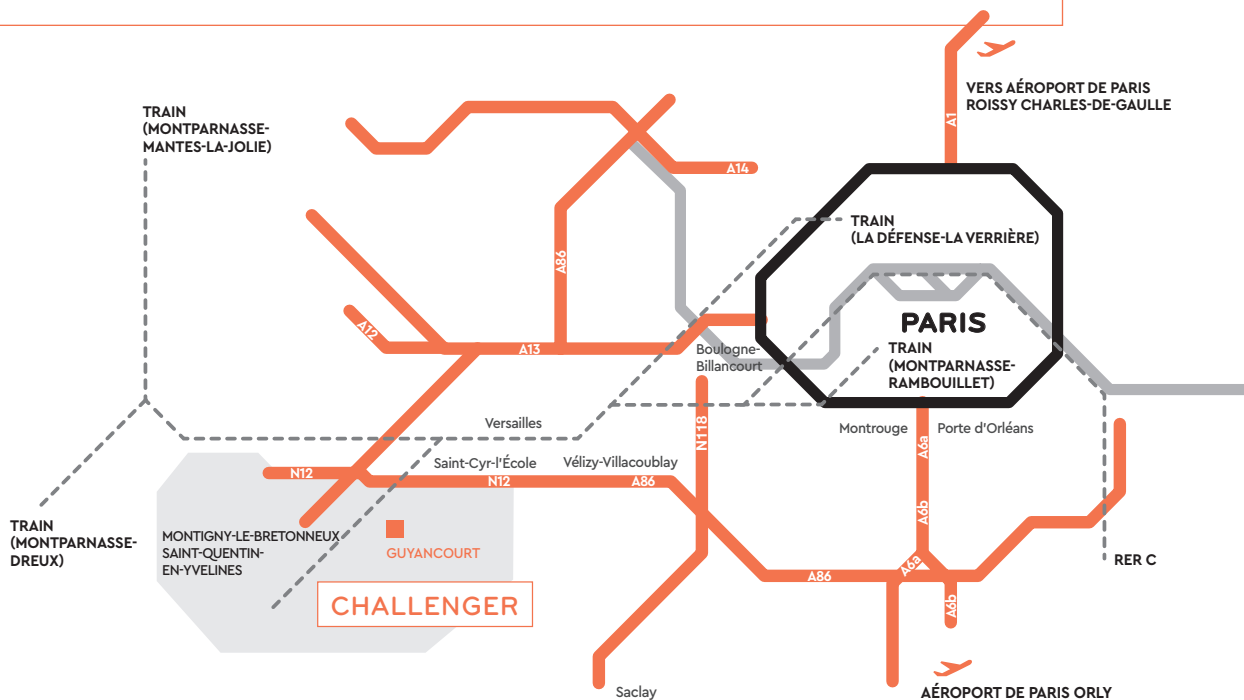 TRAIN
(MONTPARNASSE-
MANTES-LA-JOLIE)
VERS AÉROPORT DE PARIS
ROISSY CHARLES-DE-GAULLE
A1
A14
TRAIN
(LA DÉFENSE-LA VERRIÈRE)
A86
A12
A13
PARIS
Boulogne-
Billancourt
TRAIN
(MONTPARNASSE-
RAMBOUILLET)
N118
Versailles
Montrouge
Porte d'Orléans
A6a
Saint-Cyr-l'École
Vélizy-Villacoublay
N12
N12
A86
A6b
TRAIN
(MONTPARNASSE-
DREUX)
MONTIGNY-LE-BRETONNEUX
SAINT-QUENTIN-
EN-YVELINES
GUYANCOURT
CHALLENGER
A86
A6a
A6b
RER C
Saclay
AÉROPORT DE PARIS ORLY